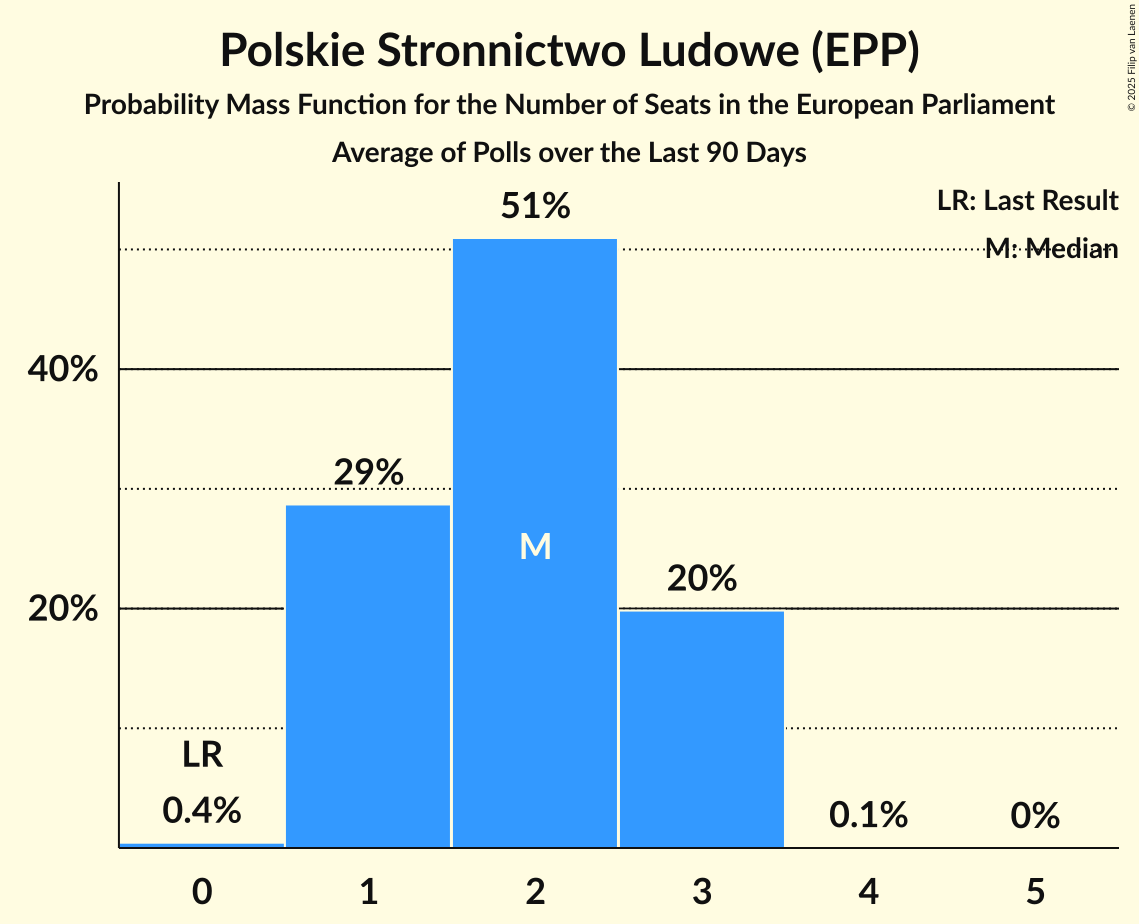 Polskie Stronnictwo Ludowe (EPP)
Probability Mass Function for the Number of Seats in the European Parliament
Average of Polls over the Last 90 Days
© 2025 Filip van Laenen
LR: Last Result
M: Median
51%
40%
29%
M
20%
20%
LR
0.4%
0.1%
0%
0 1 2 3 4 5